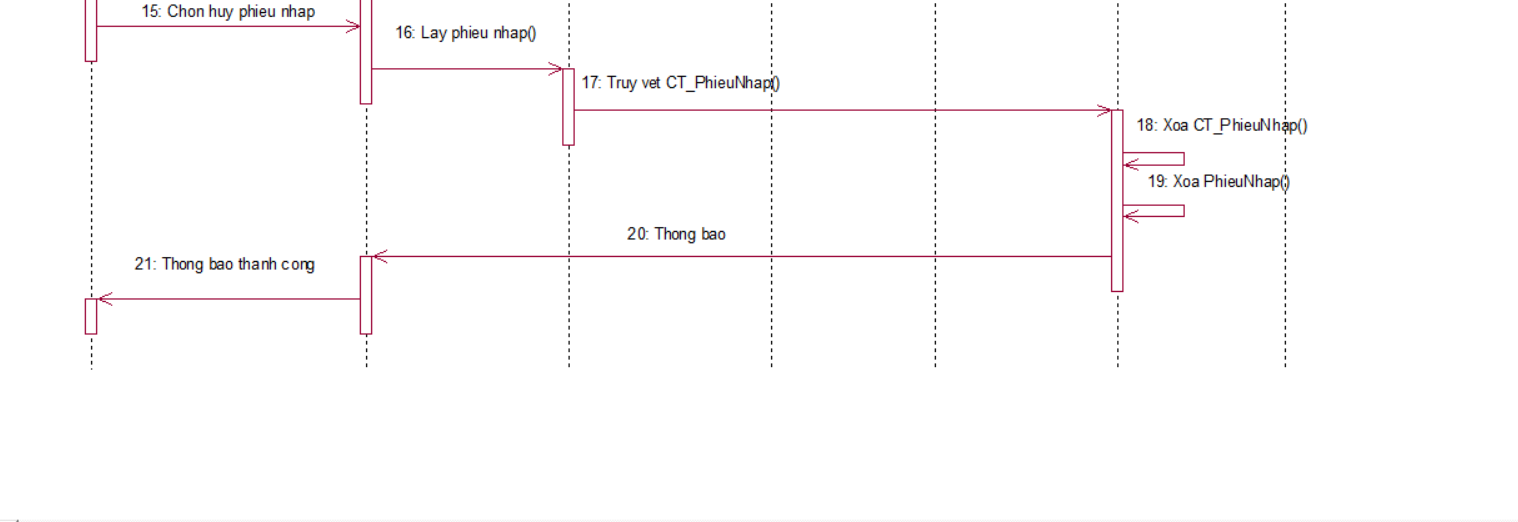 15: Chon huy phieu nhap
16: Lay phieu nhap()
17: Truy vet CT_PhieuNhap()
18: Xoa CT_PhieuNhap()
19: Xoa PhieuNhap()
20: Thong bao
21: Thong bao thanh cong